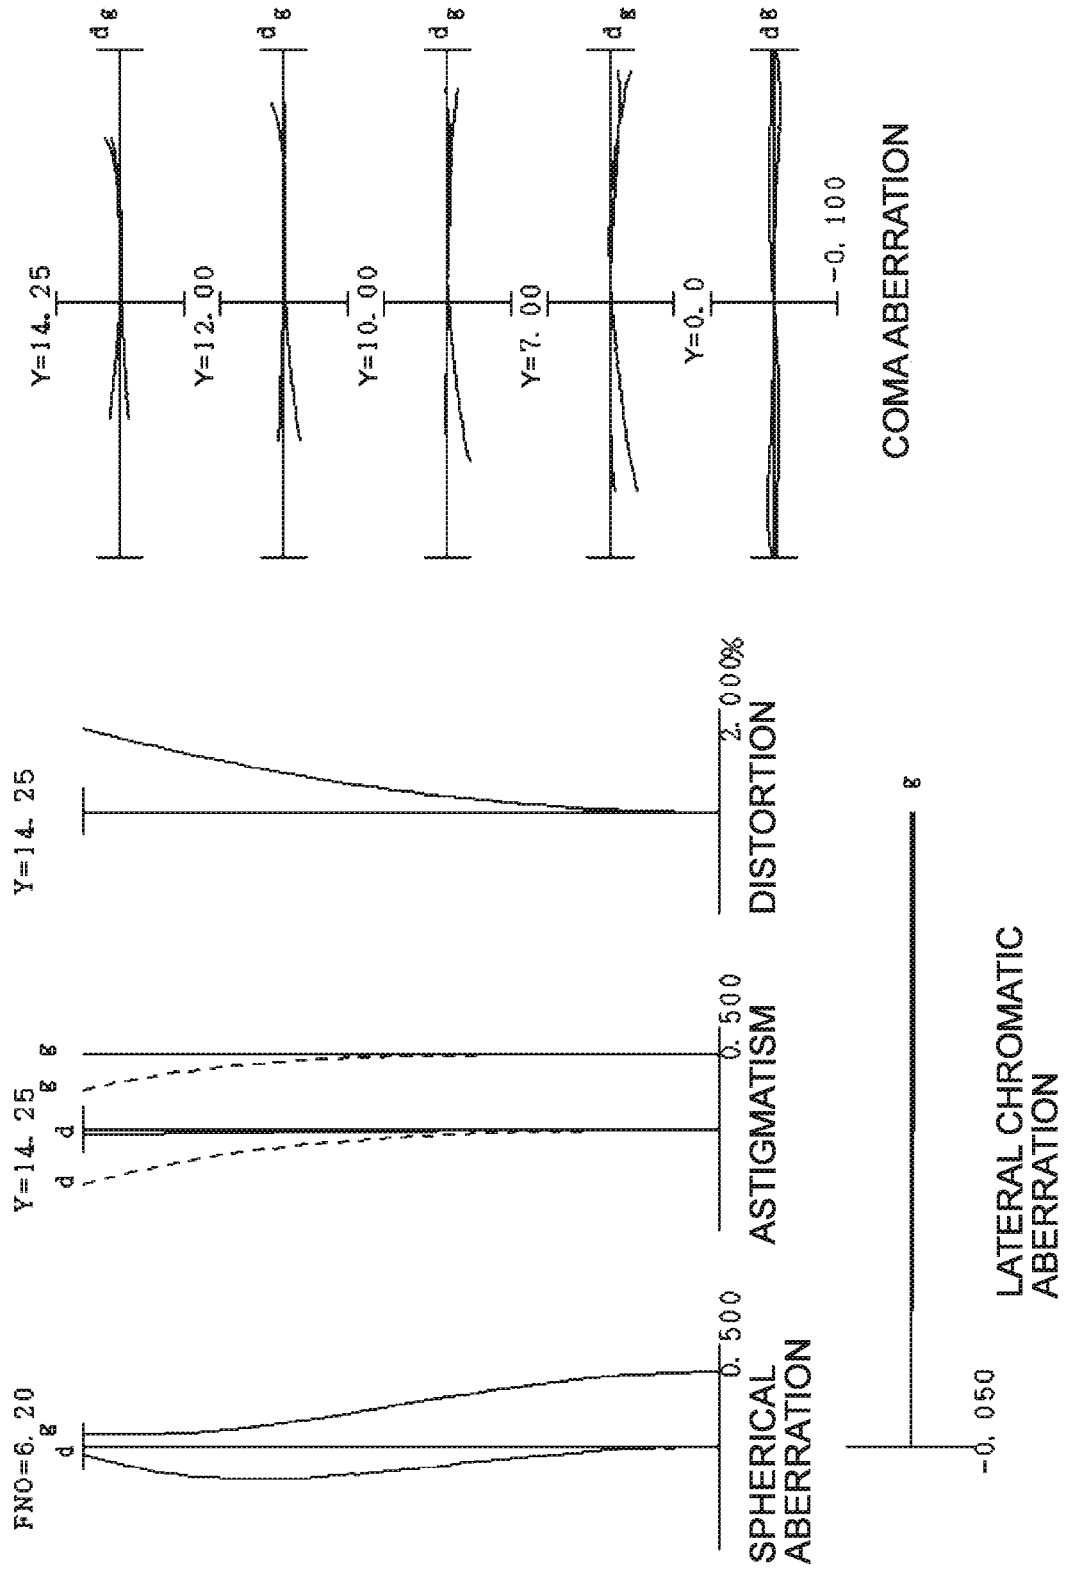 FNO=6. 20
d
g
0. 500
SPHERICAL
ABERRATION
Y=14. 25
d
d
g
g
0. 500
ASTIGMATISM
Y=14. 25
2. 000%
DISTORTION
-0. 050
g
LATERAL CHROMATIC
ABERRATION
Y=14. 25
d g
Y=12. 00
d g
Y=10. 00
d g
Y=7. 00
d g
Y=0. 0
d g
-0. 100
COMA ABERRATION